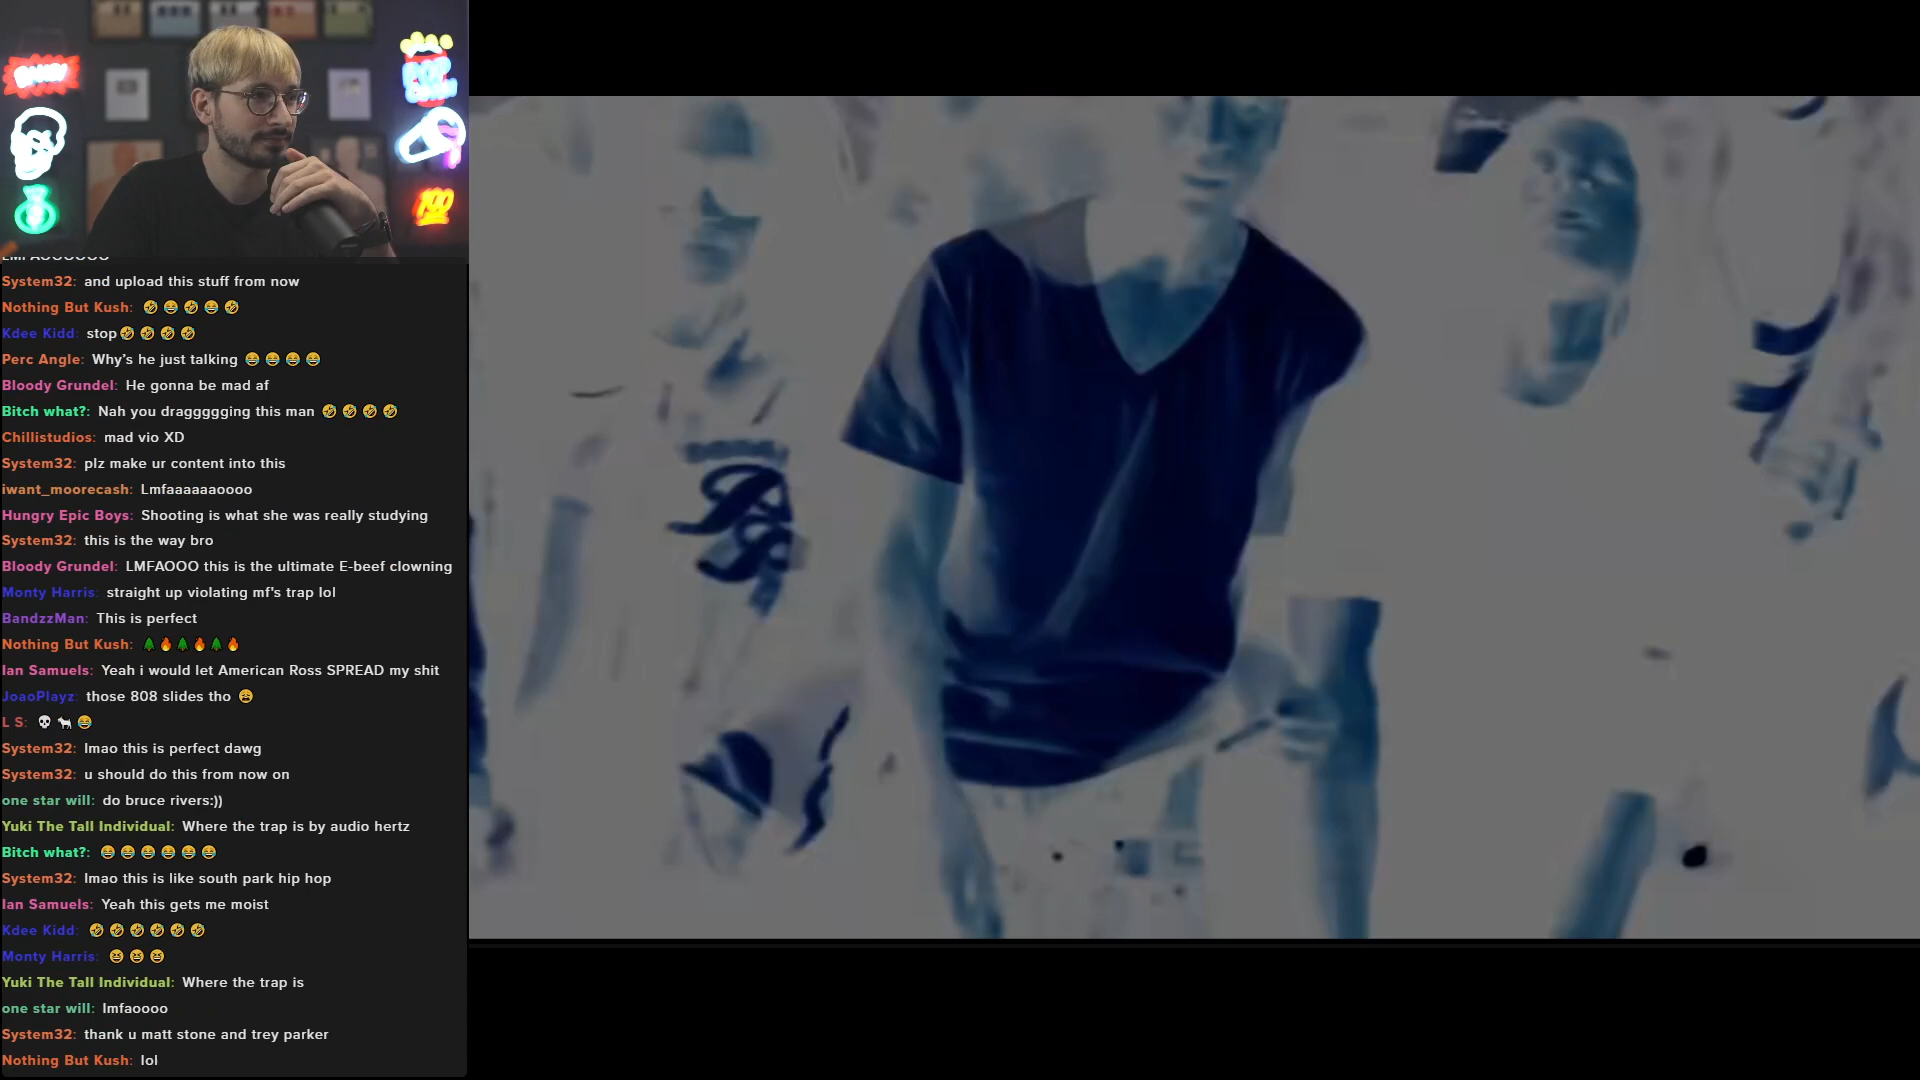 System32: and upload this stuff from now
Nothing But Kush: 🤣😂🤣😂🤣
Kdee Kidd: stop🤣🤣🤣🤣
Perc Angle: Why's he just talking 😂😂😂😂
Bloody Grundel: He gonna be mad af
Bitch what?: Nah you draggggging this man 🤣🤣🤣🤣
Chillistudios: mad vio XD
System32: plz make ur content into this
iwant_moorecash: Lmfaaaaaaoooo
Hungry Epic Boys: Shooting is what she was really studying
System32: this is the way bro
Bloody Grundel: LMFAOOO this is the ultimate E-beef clowning
Monty Harris: straight up violating mf's trap lol
BandzzMan: This is perfect
Nothing But Kush: 🌲🔥🌲🔥🌲🔥
Ian Samuels: Yeah i would let American Ross SPREAD my shit
JoaoPlayz: those 808 slides tho 😩
L S: 💀🐐😂
System32: lmao this is perfect dawg
System32: u should do this from now on
one star will: do bruce rivers:))
Yuki The Tall Individual: Where the trap is by audio hertz
Bitch what?: 😂😂😂😂😂😂
System32: lmao this is like south park hip hop
Ian Samuels: Yeah this gets me moist
Kdee Kidd: 🤣🤣🤣🤣🤣🤣
Monty Harris: 😆😆😆
Yuki The Tall Individual: Where the trap is
one star will: lmfaoooo
System32: thank u matt stone and trey parker
Nothing But Kush: lol
100